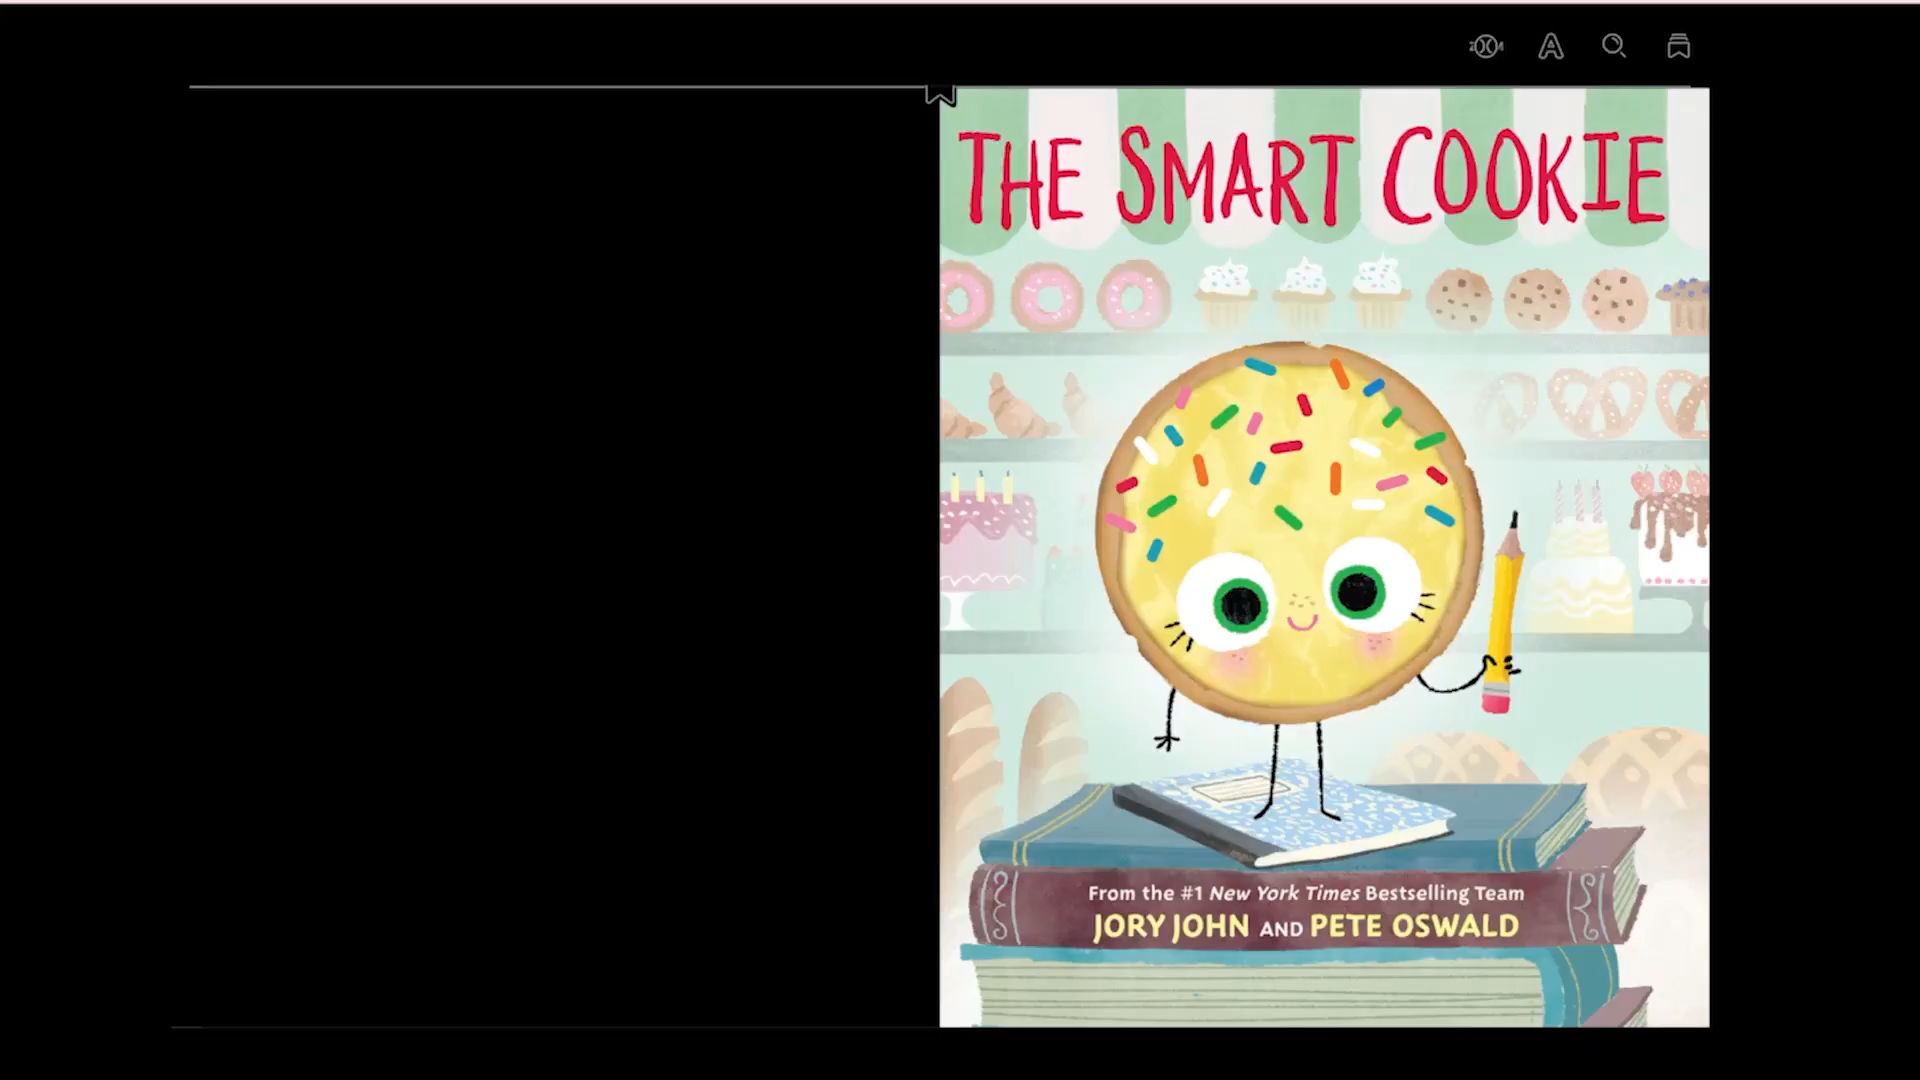 THE SMART COOKIE
From the #1 New York Times Bestselling Team
JORY JOHN AND PETE OSWALD